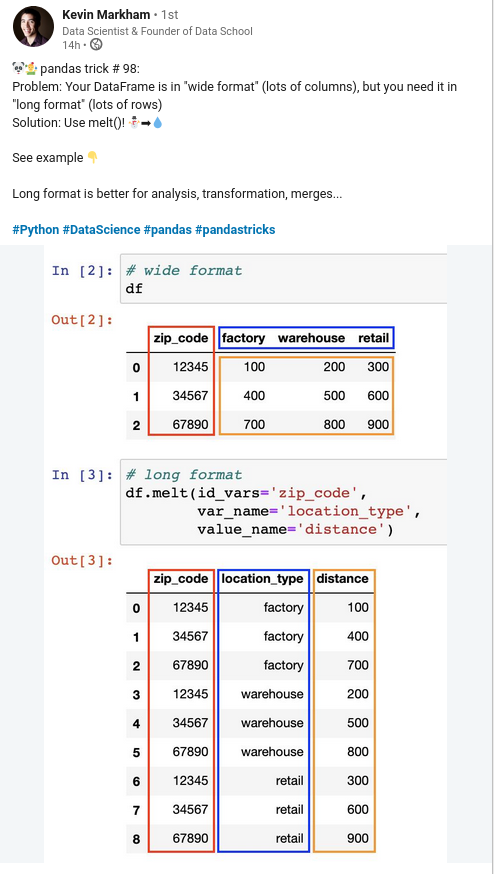 Kevin Markham • 1st
Data Scientist & Founder of Data School
14h •
🐼🤹‍♂️ pandas trick # 98:
Problem: Your DataFrame is in "wide format" (lots of columns), but you need it in
"long format" (lots of rows)
Solution: Use melt()! ⛄➡💧
See example 👇
Long format is better for analysis, transformation, merges...
#Python #DataScience #pandas #pandastricks
In [2]: # wide format
df
Out[2]:
zip_code factory warehouse retail
0 12345 100 200 300
1 34567 400 500 600
2 67890 700 800 900
In [3]: # long format
df.melt(id_vars='zip_code',
var_name='location_type',
value_name='distance')
Out[3]:
zip_code location_type distance
0 12345 factory 100
1 34567 factory 400
2 67890 factory 700
3 12345 warehouse 200
4 34567 warehouse 500
5 67890 warehouse 800
6 12345 retail 300
7 34567 retail 600
8 67890 retail 900